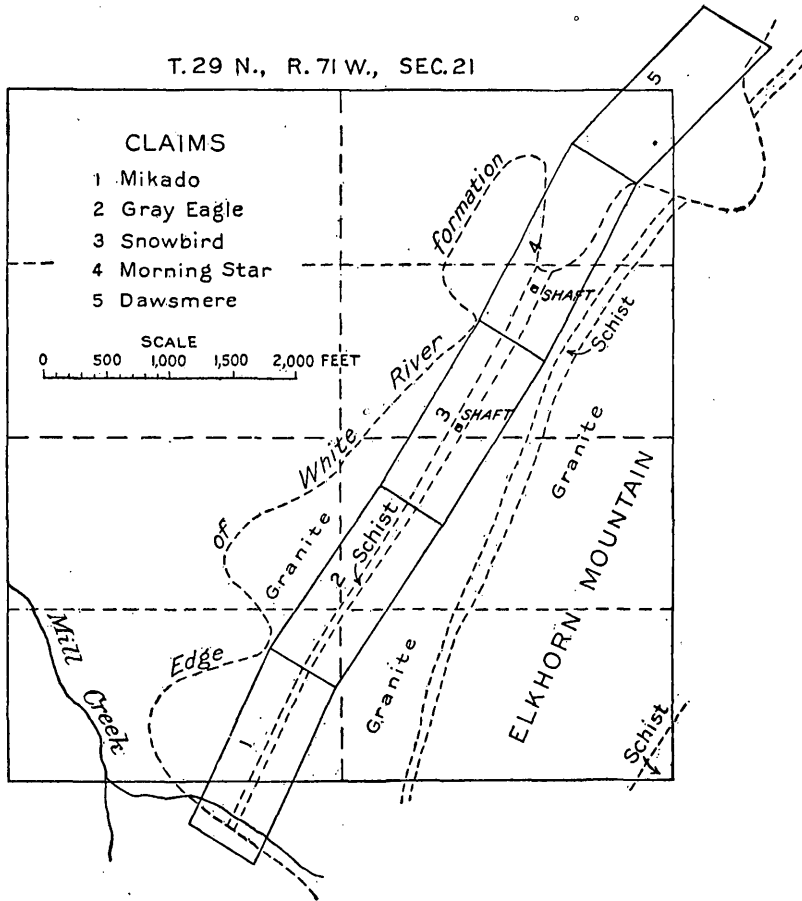 T. 29 N., R. 71 W., SEC. 21
5
CLAIMS
1 Mikado
2 Gray Eagle
3 Snowbird
4 Morning Star
5 Dawsmere
SCALE
0 500 1,000 1,500 2,000 FEET
formation
4
SHAFT
Schist
River
3
SHAFT
White
Granite
of
Granite
Schist
2
ELKHORN MOUNTAIN
Edge
Granite
Mill Creek
1
Schist